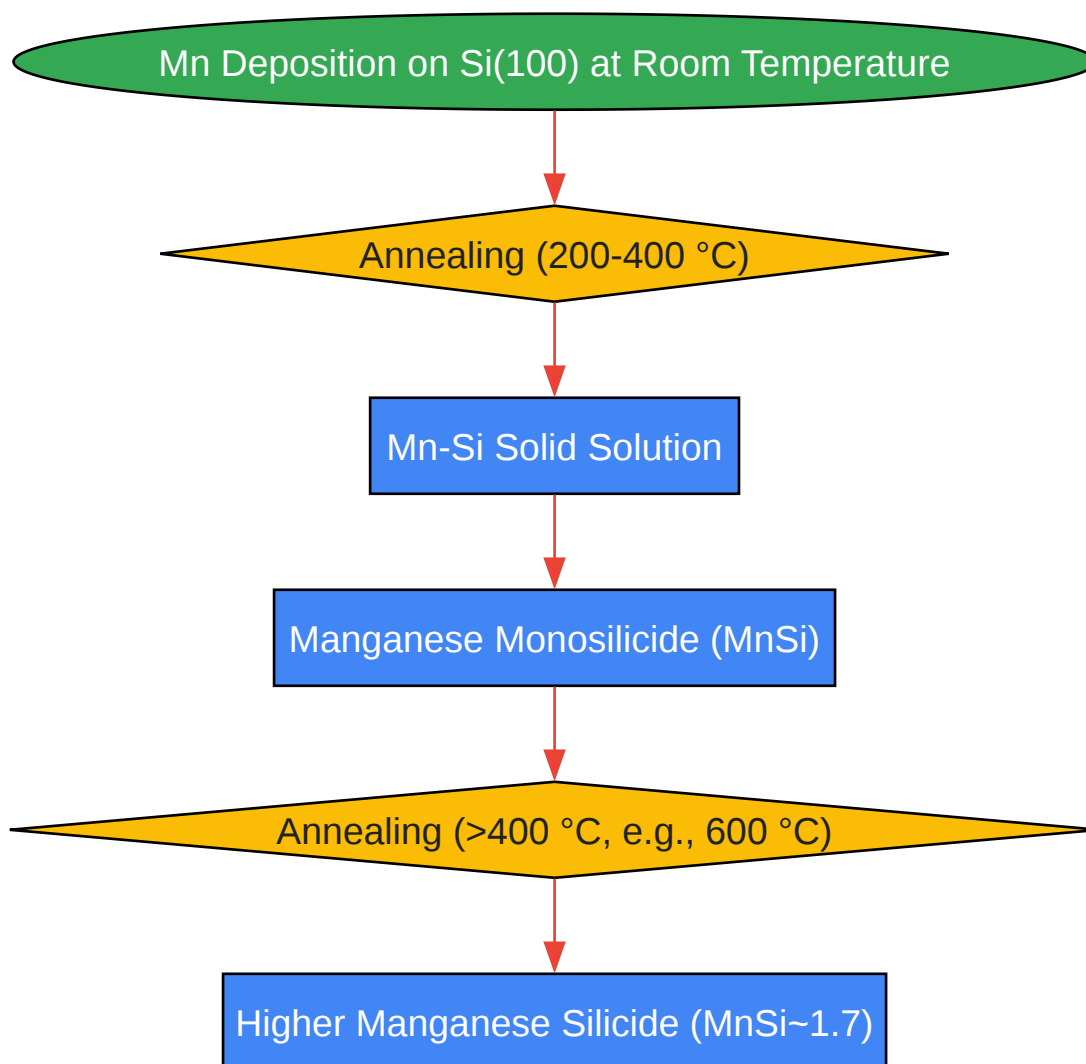 Mn Deposition on Si(100) at Room Temperature
Annealing (200-400 °C)
Mn-Si Solid Solution
Manganese Monosilicide (MnSi)
Annealing (>400 °C, e.g., 600 °C)
Higher Manganese Silicide (MnSi~1.7)